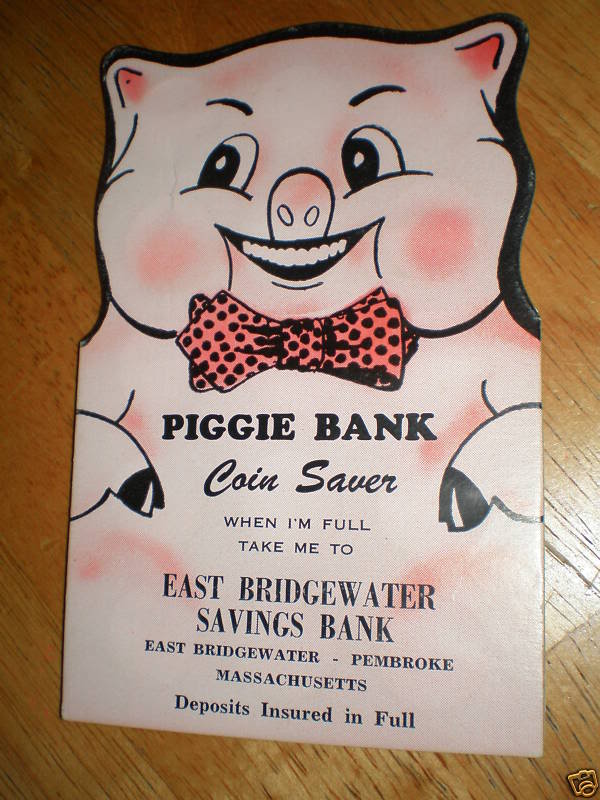 PIGGIE BANK
Coin Saver
WHEN I'M FULL
TAKE ME TO
EAST BRIDGEWATER
SAVINGS BANK
EAST BRIDGEWATER - PEMBROKE
MASSACHUSETTS
Deposits Insured in Full